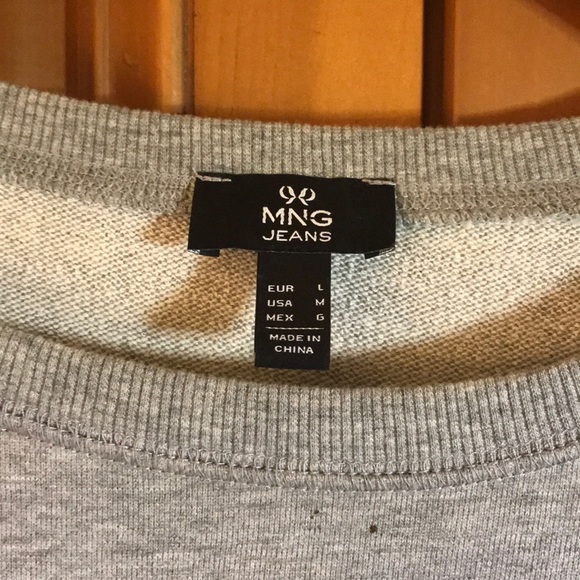 MNG
JEANS
EUR L
USA M
MEX G
MADE IN
CHINA